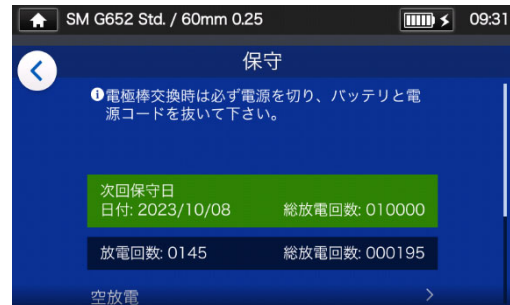 SM G652 Std. / 60mm 0.25 09:31
保守
電極棒交換時は必ず電源を切り、バッテリと電
源コードを抜いて下さい。
次回保守日
日付: 2023/10/08 総放電回数: 010000
放電回数: 0145 総放電回数: 000195
空放電